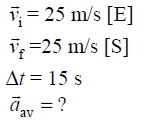 v⃗ᵢ = 25 m/s [E]
v⃗f =25 m/s [S]
Δt = 15 s
a⃗av = ?